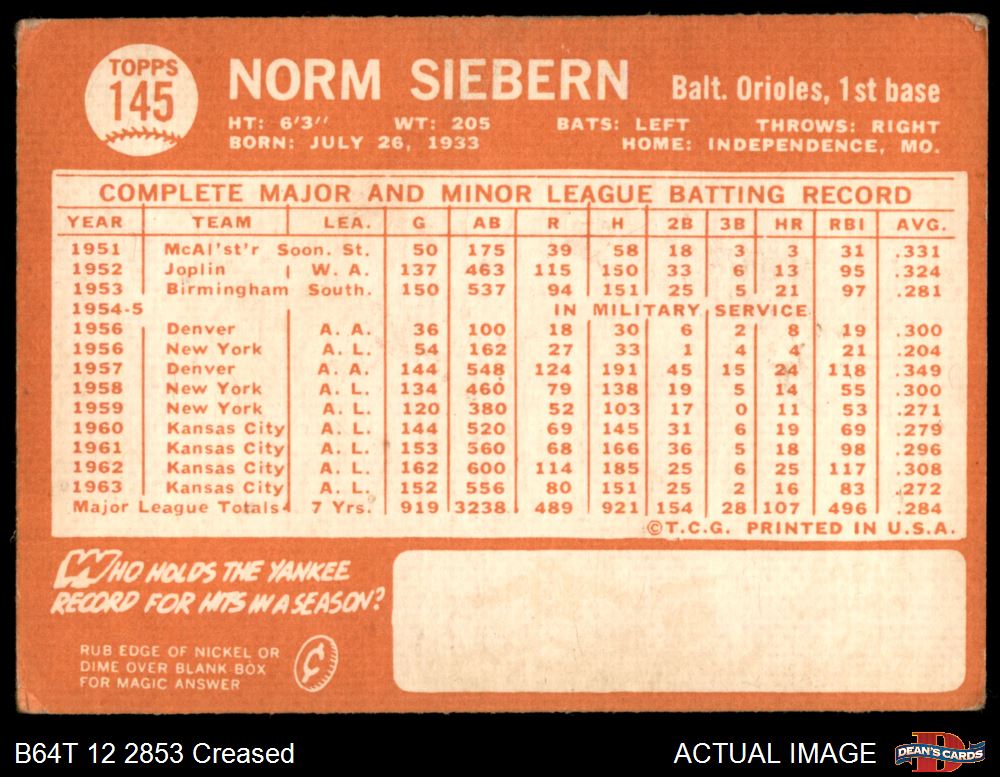 TOPPS
145
NORM SIEBERN Balt. Orioles, 1st base
HT: 6'3" WT: 205 BATS: LEFT THROWS: RIGHT
BORN: JULY 26, 1933 HOME: INDEPENDENCE, MO.
COMPLETE MAJOR AND MINOR LEAGUE BATTING RECORD
YEAR TEAM LEA. G AB R H 2B 3B HR RBI AVG.
1951 McAl'st'r Soon. St. 50 175 39 58 18 3 3 31 .331
1952 Joplin W. A. 137 463 115 150 33 6 13 95 .324
1953 Birmingham South. 150 537 94 151 25 5 21 97 .281
1954-5 IN MILITARY SERVICE
1956 Denver A. A. 36 100 18 30 6 2 8 19 .300
1956 New York A. L. 54 162 27 33 1 4 4 21 .204
1957 Denver A. A. 144 548 124 191 45 15 24 118 .349
1958 New York A. L. 134 460 79 138 19 5 14 55 .300
1959 New York A. L. 120 380 52 103 17 0 11 53 .271
1960 Kansas City A. L. 144 520 69 145 31 6 19 69 .279
1961 Kansas City A. L. 153 560 68 166 36 5 18 98 .296
1962 Kansas City A. L. 162 600 114 185 25 6 25 117 .308
1963 Kansas City A. L. 152 556 80 151 25 2 16 83 .272
Major League Totals 7 Yrs. 919 3238 489 921 154 28 107 496 .284
©T.C.G. PRINTED IN U.S.A.
WHO HOLDS THE YANKEE
RECORD FOR HITS IN A SEASON?
RUB EDGE OF NICKEL OR
DIME OVER BLANK BOX
FOR MAGIC ANSWER
¢
B64T 12 2853 Creased ACTUAL IMAGE
D
DEAN'S CARDS